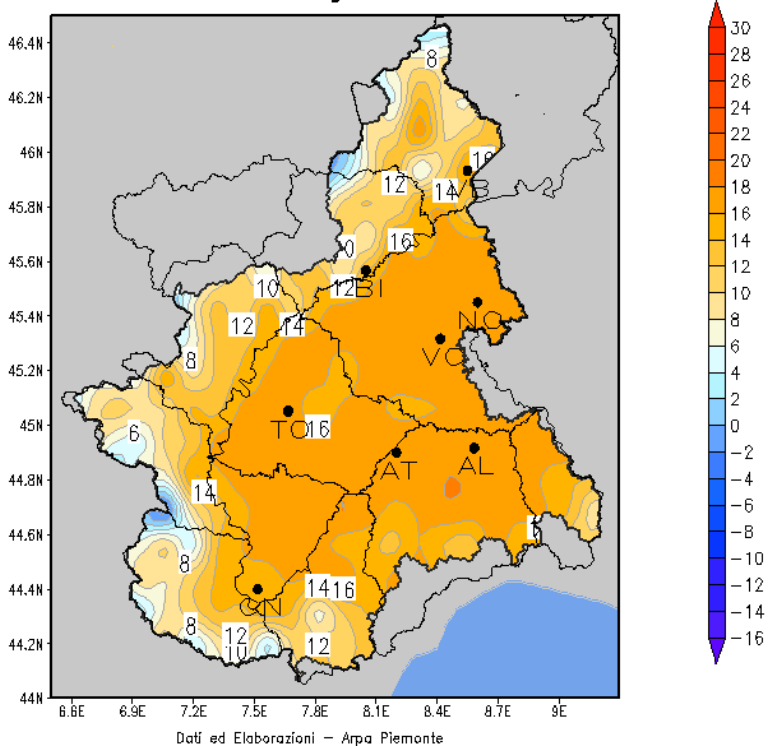 46.4N
46.2N
46N
45.8N
45.6N
45.4N
45.2N
45N
44.8N
44.6N
44.4N
44.2N
44N
6.6E 6.9E 7.2E 7.5E 7.8E 8.1E 8.4E 8.7E 9E
8
12 14 VB
16
12 BI
10
12 14 NO
8 VC
TO 16
6
AT AL
14
8
14 16
CN
8 12
10 12
30
28
26
24
22
20
18
16
14
12
10
8
6
4
2
0
-2
-4
-6
-8
-10
-12
-14
-16
Dati ed Elaborazioni - Arpa Piemonte